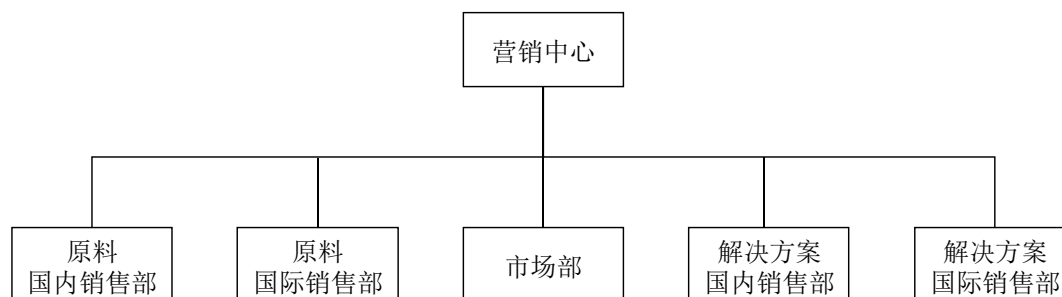 营销中心
原料
国内销售部
原料
国际销售部
市场部
解决方案
国内销售部
解决方案
国际销售部